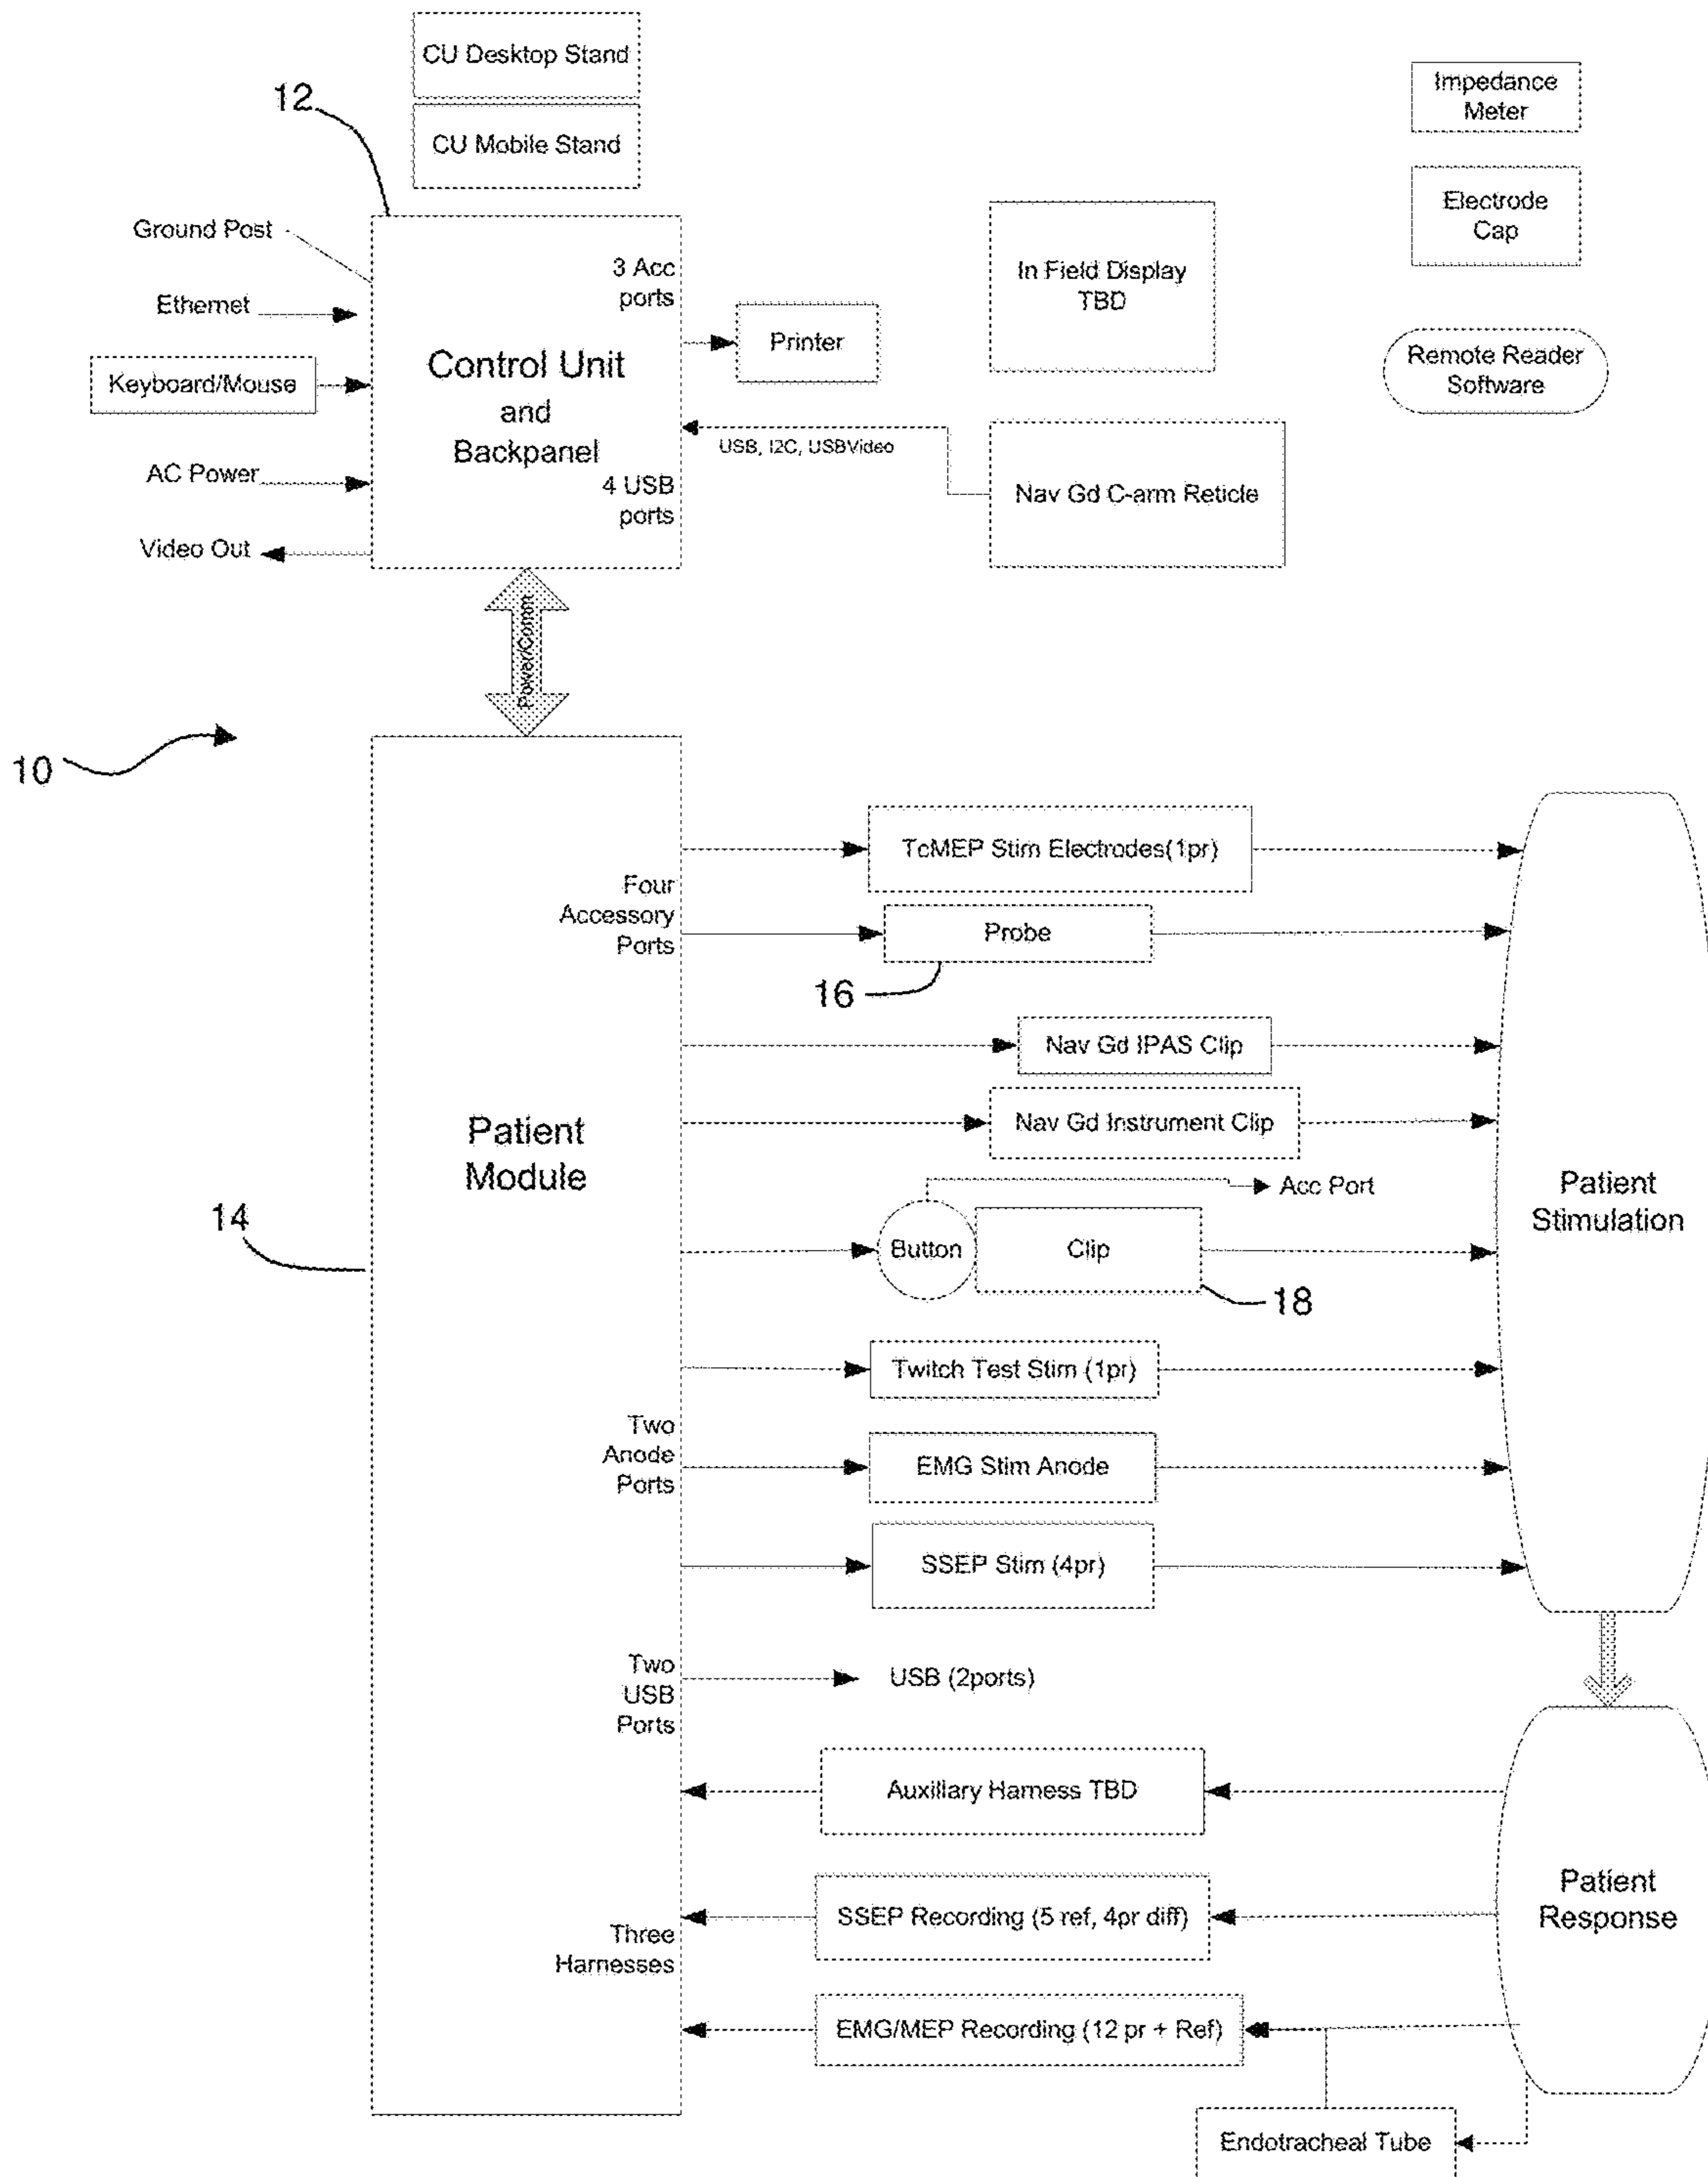 CU Desktop Stand
CU Mobile Stand
12
Impedance
Meter
Electrode
Cap
Remote Reader
Software
Ground Post
Ethernet
Keyboard/Mouse
AC Power
Video Out
3 Acc
ports
Control Unit
and
Backpanel
4 USB
ports
Printer
In Field Display
TBD
USB, I2C, USBVideo
Nav Gd C-arm Reticle
Power/Comm
10
14
Patient
Module
Four
Accessory
Ports
TcMEP Stim Electrodes(1pr)
Probe
16
Nav Gd IPAS Clip
Nav Gd Instrument Clip
Acc Port
Button
Clip
18
Twitch Test Stim (1pr)
Two
Anode
Ports
EMG Stim Anode
SSEP Stim (4pr)
Patient
Stimulation
Two
USB
Ports
USB (2ports)
Auxillary Harness TBD
SSEP Recording (5 ref, 4pr diff)
Three
Harnesses
EMG/MEP Recording (12 pr + Ref)
Patient
Response
Endotracheal Tube